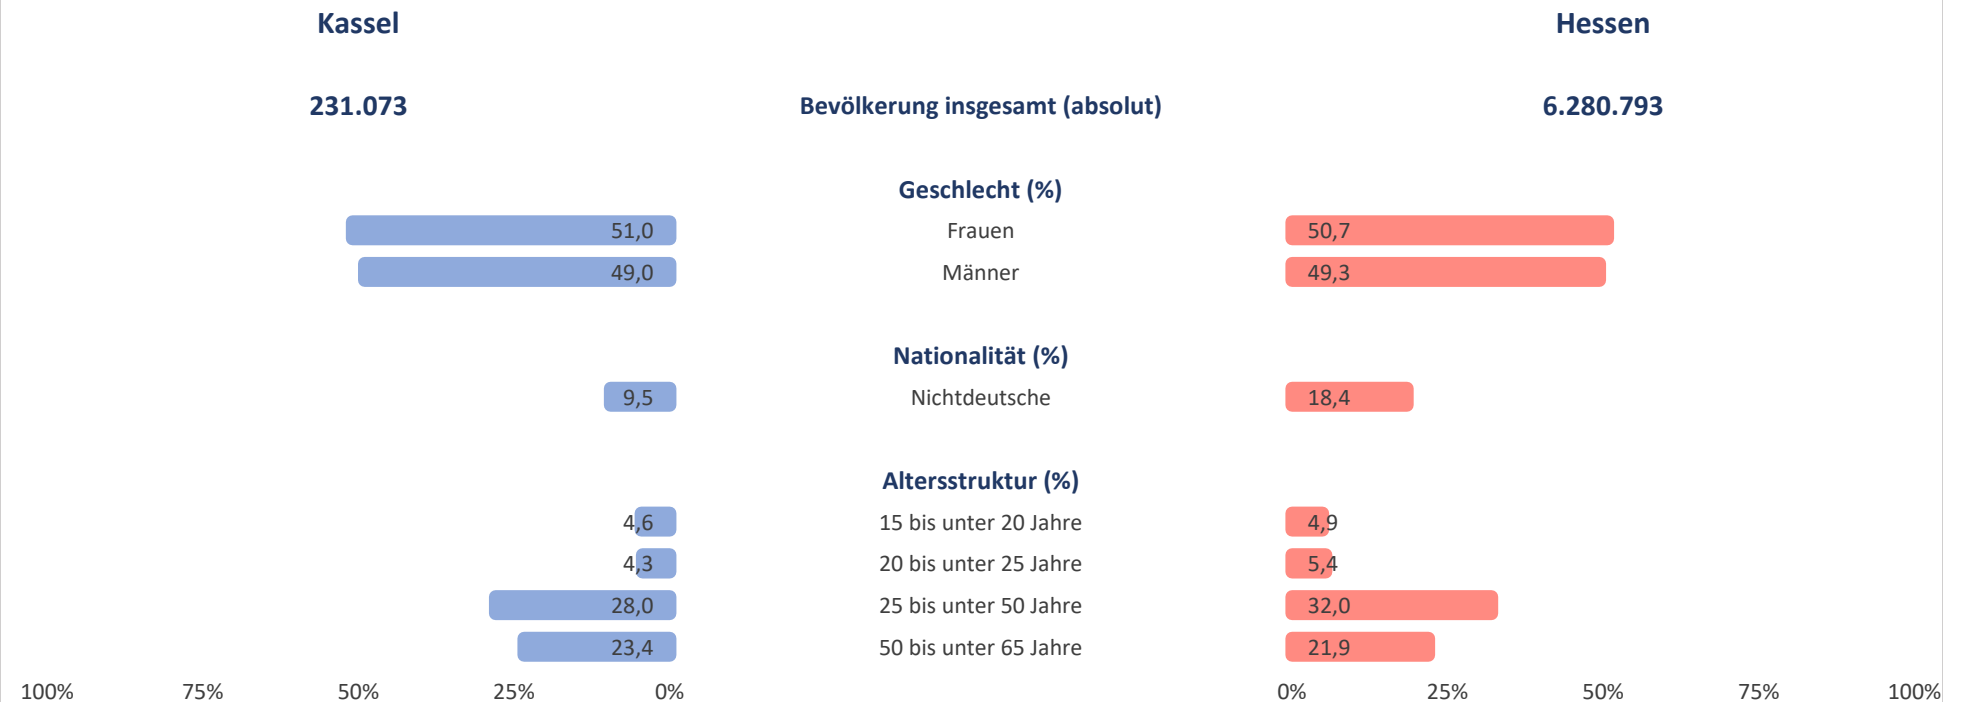 Kassel Hessen
231.073 Bevölkerung insgesamt (absolut) 6.280.793
Geschlecht (%)
51,0 Frauen 50,7
49,0 Männer 49,3
Nationalität (%)
9,5 Nichtdeutsche 18,4
Altersstruktur (%)
4,6 15 bis unter 20 Jahre 4,9
4,3 20 bis unter 25 Jahre 5,4
28,0 25 bis unter 50 Jahre 32,0
23,4 50 bis unter 65 Jahre 21,9
100% 75% 50% 25% 0% 0% 25% 50% 75% 100%